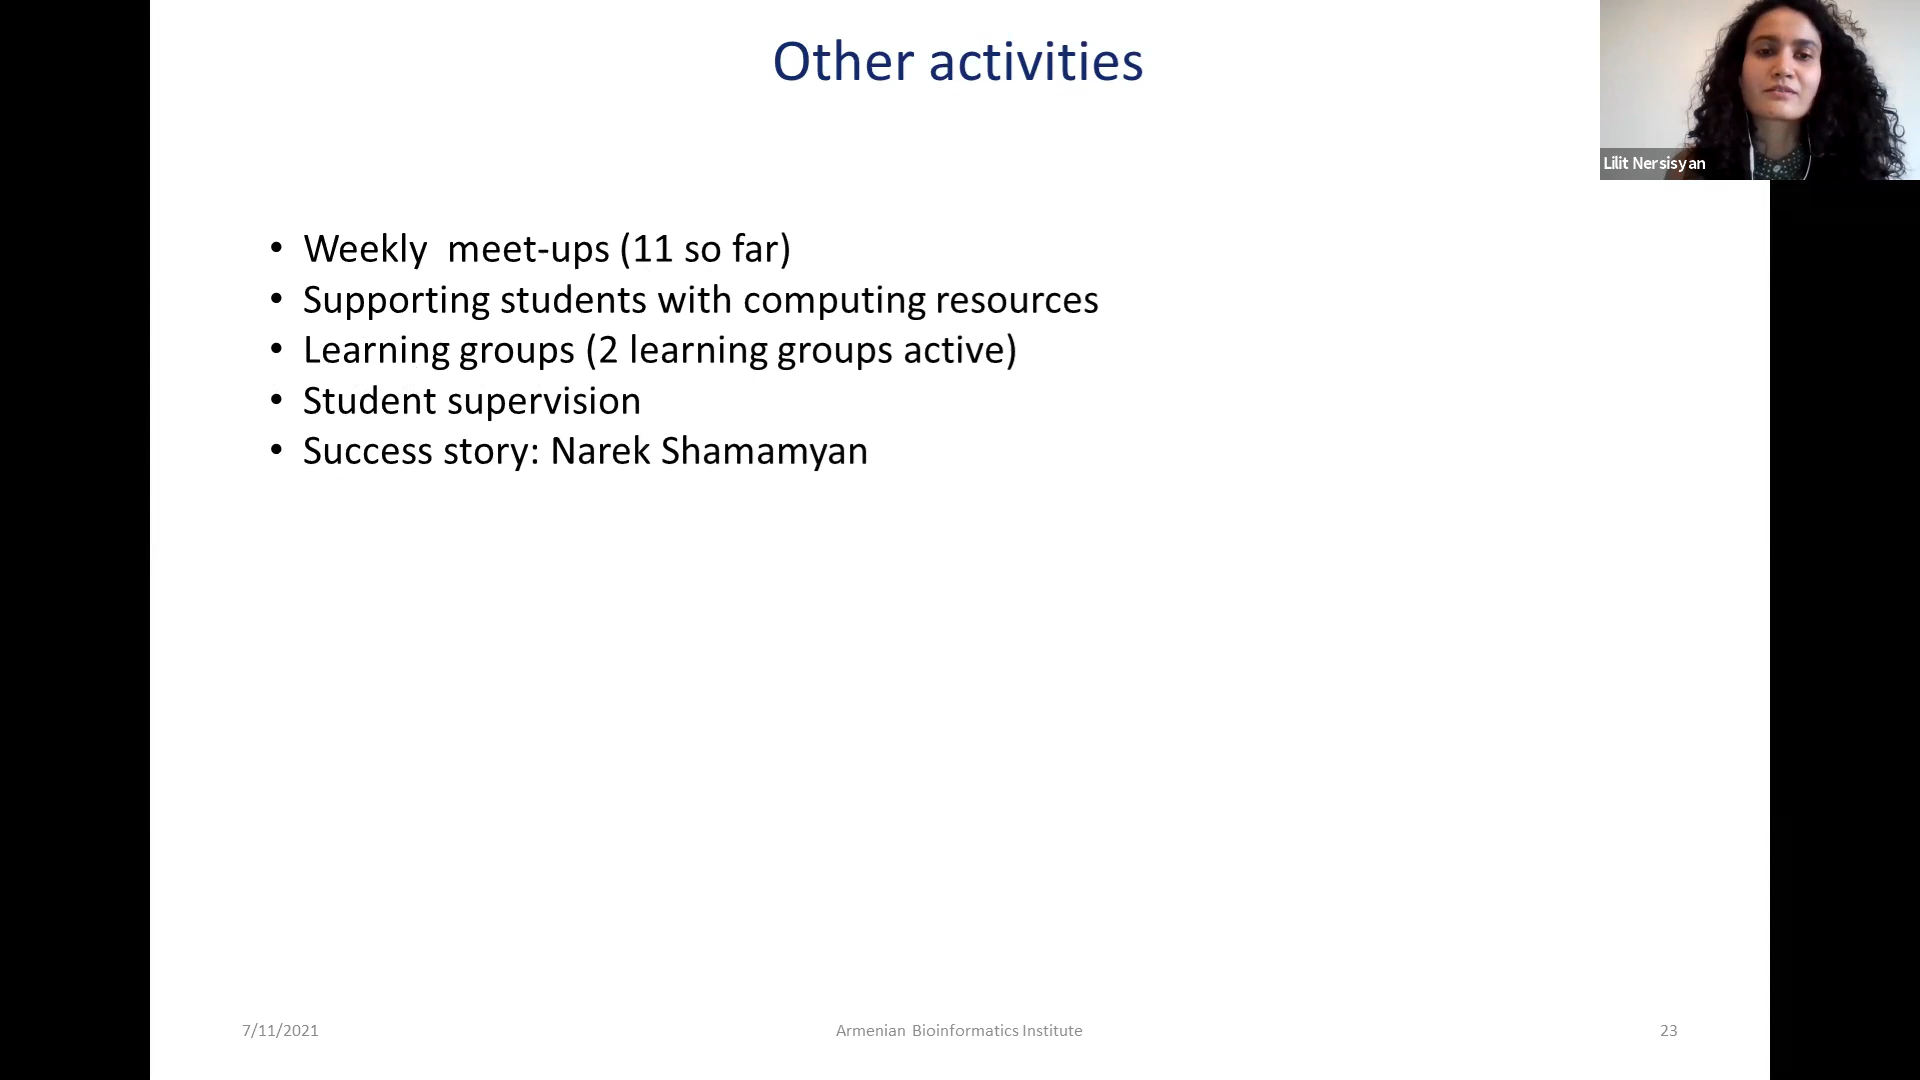 Other activities
Lilit Nersisyan
• Weekly meet-ups (11 so far)
• Supporting students with computing resources
• Learning groups (2 learning groups active)
• Student supervision
• Success story: Narek Shamamyan
7/11/2021
Armenian Bioinformatics Institute
23